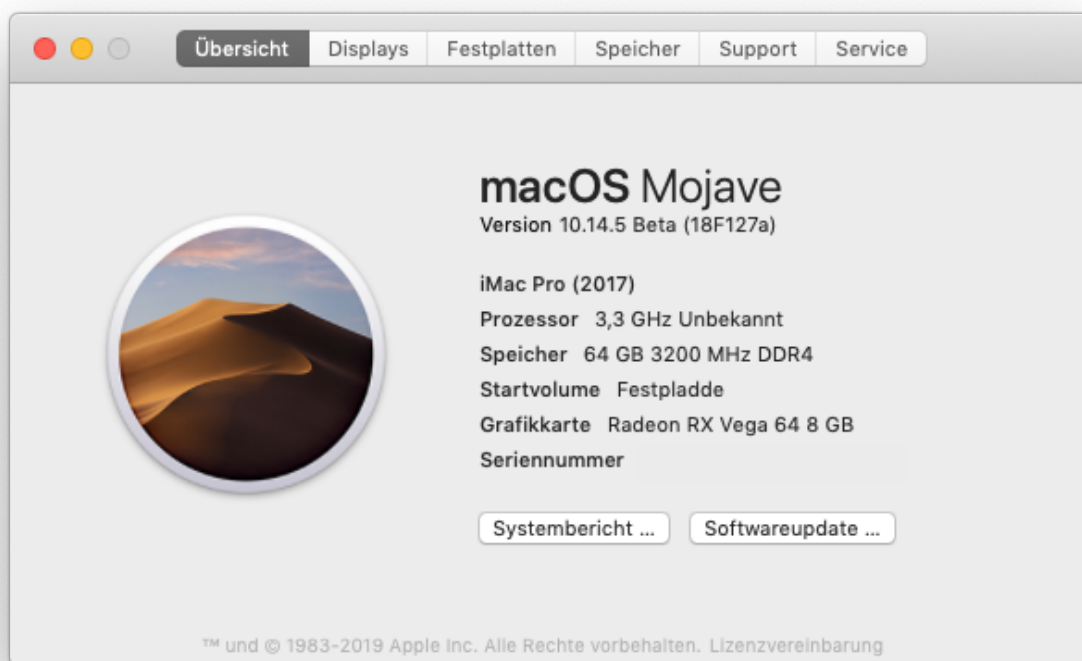 Übersicht Displays Festplatten Speicher Support Service
macOS Mojave
Version 10.14.5 Beta (18F127a)
iMac Pro (2017)
Prozessor 3,3 GHz Unbekannt
Speicher 64 GB 3200 MHz DDR4
Startvolume Festpladde
Grafikkarte Radeon RX Vega 64 8 GB
Seriennummer
Systembericht ... Softwareupdate ...
™ und © 1983-2019 Apple Inc. Alle Rechte vorbehalten. Lizenzvereinbarung